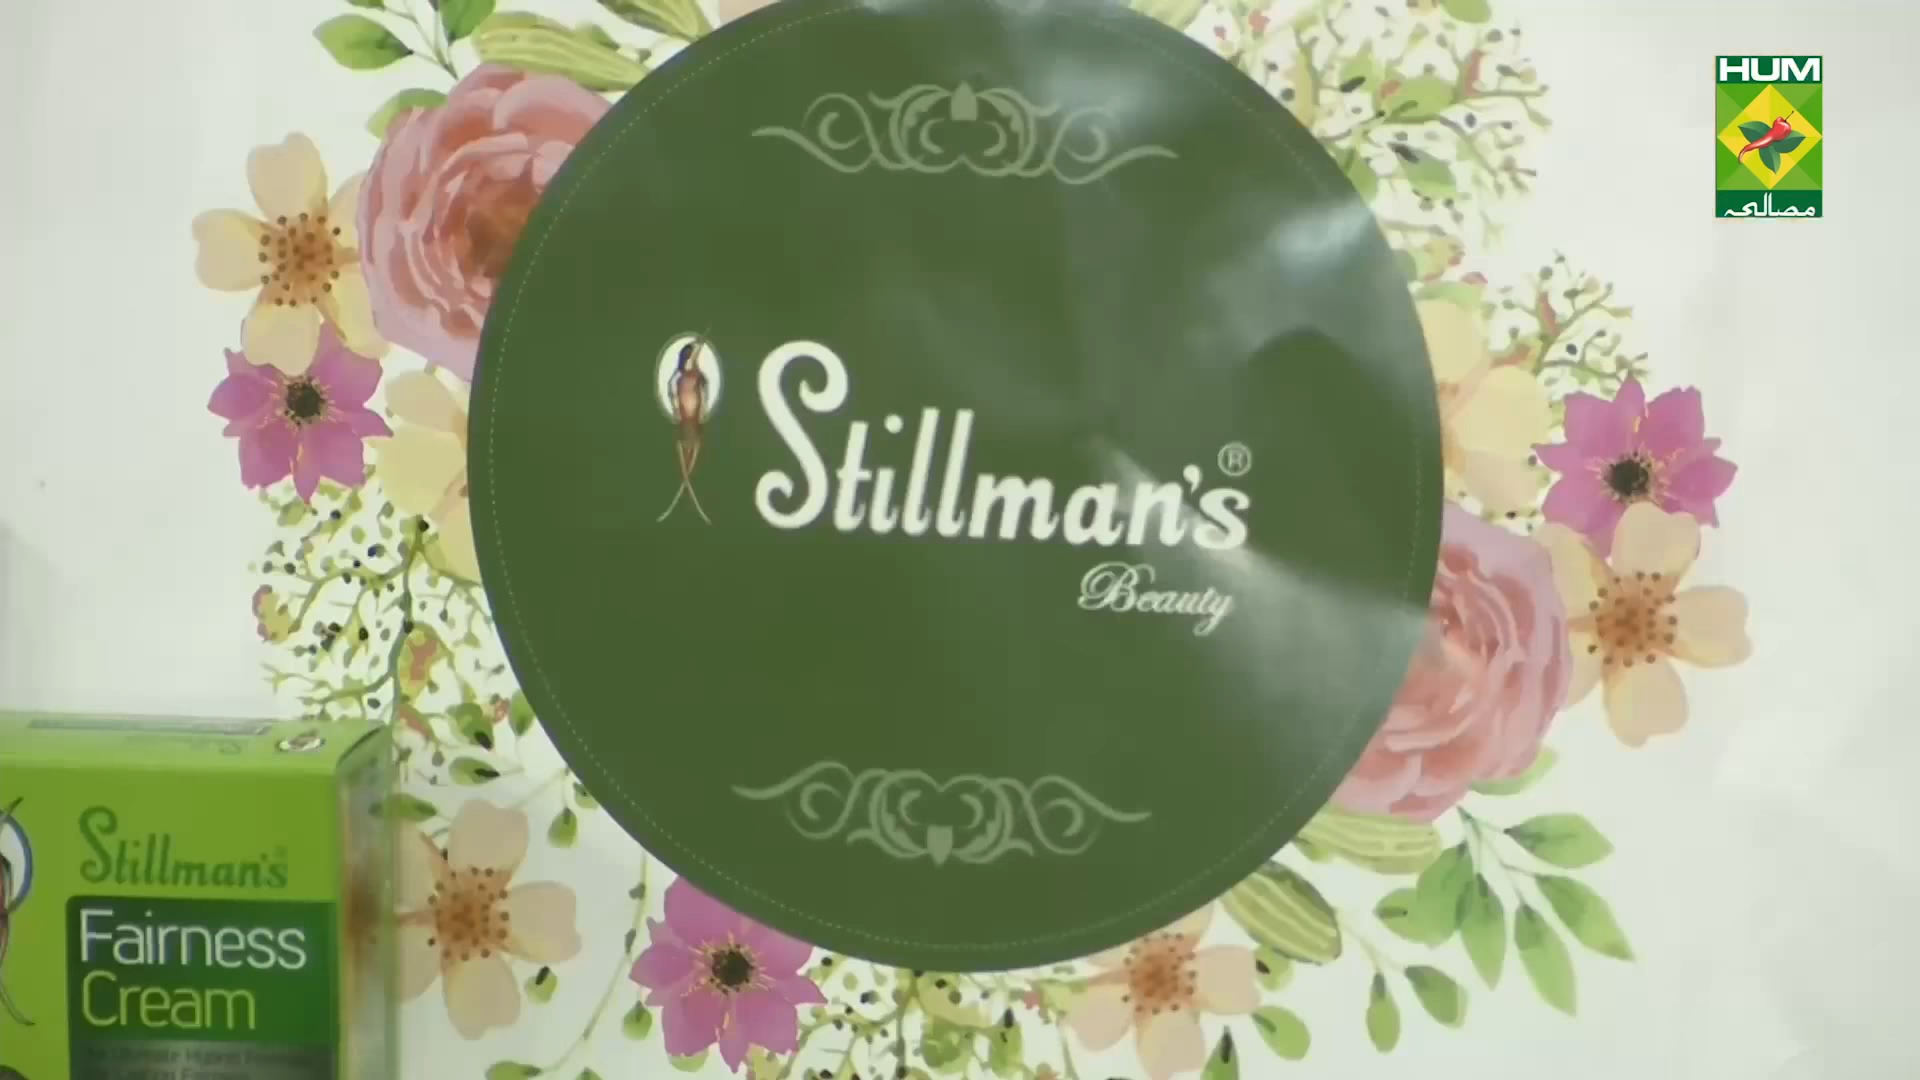 HUM
مصالحہ
Stillman's®
Beauty
Stillman's
Fairness
Cream